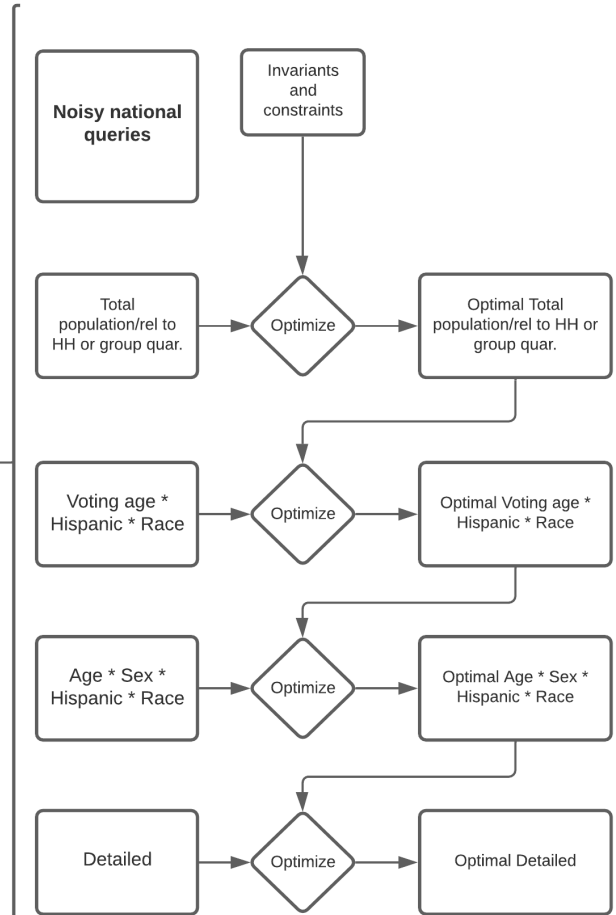 Noisy national
queries
Invariants
and
constraints
Total
population/rel to
HH or group quar.
Optimize
Optimal Total
population/rel to HH or
group quar.
Voting age *
Hispanic * Race
Optimize
Optimal Voting age *
Hispanic * Race
Age * Sex *
Hispanic * Race
Optimize
Optimal Age * Sex *
Hispanic * Race
Detailed
Optimize
Optimal Detailed